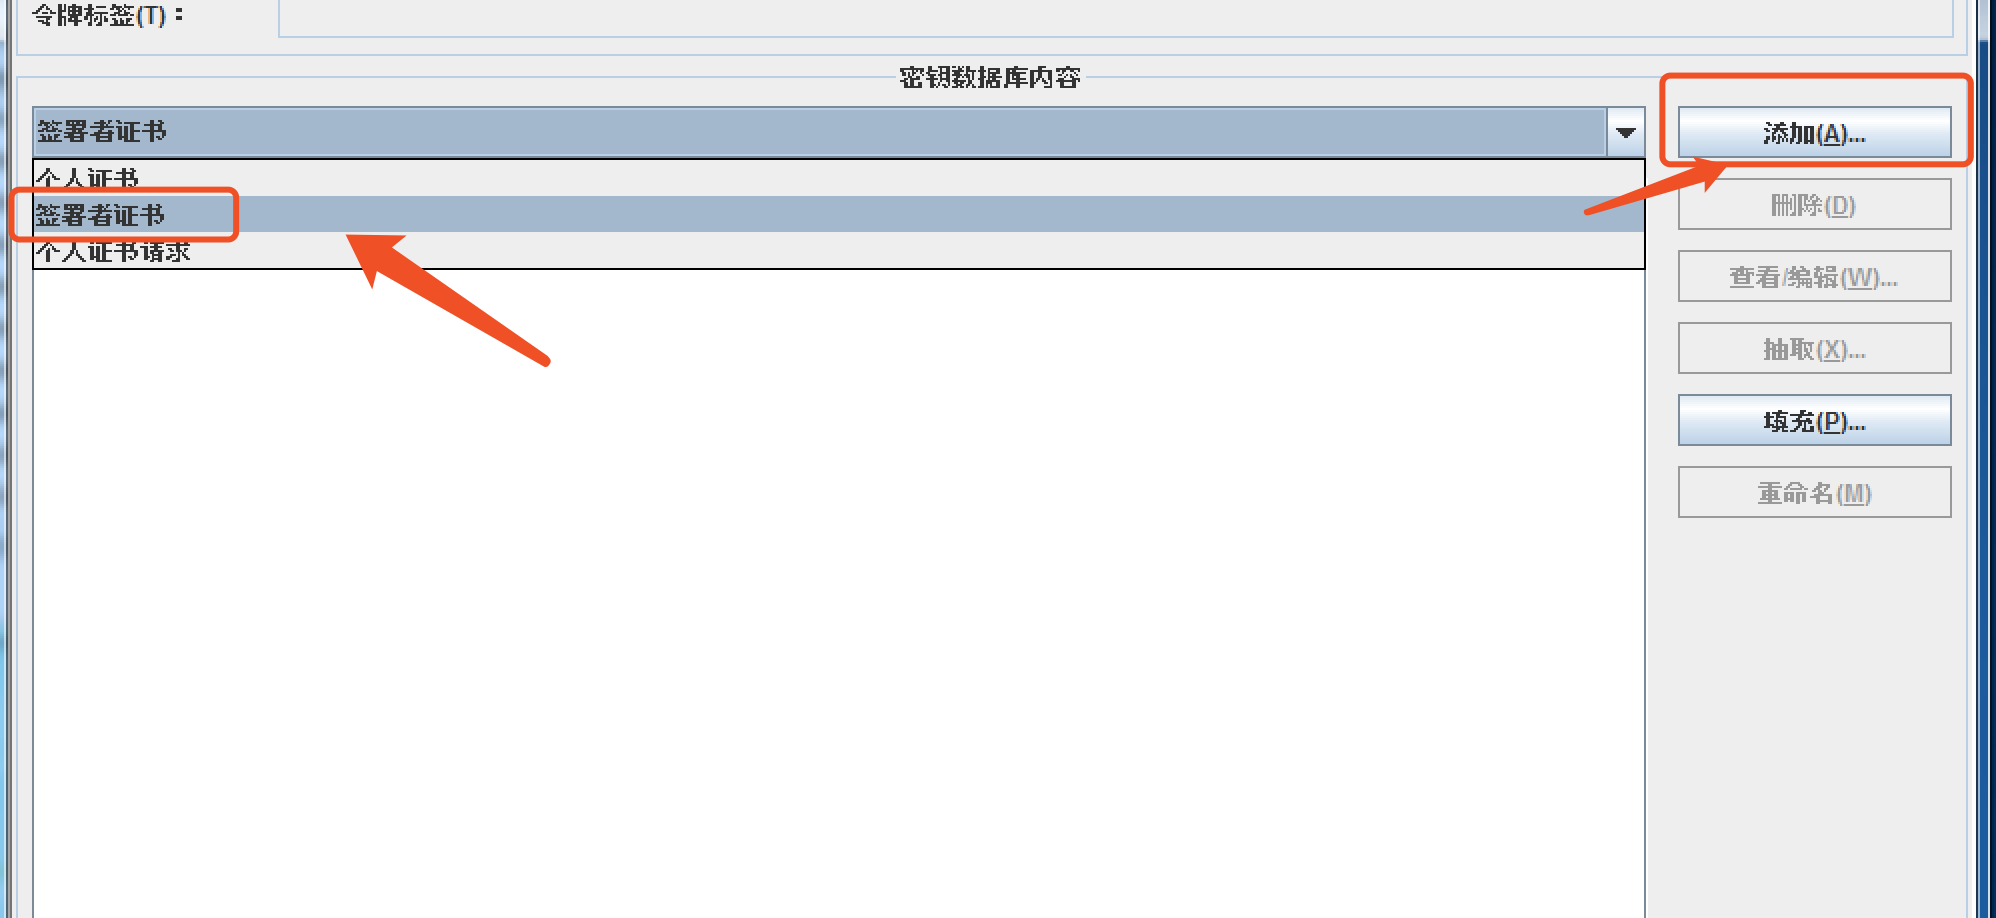 令牌标签(T)：
密钥数据库内容
签署者证书
添加(A)...
个人证书
签署者证书
个人证书请求
删除(D)
查看/编辑(W)...
抽取(X)...
填充(P)...
重命名(M)